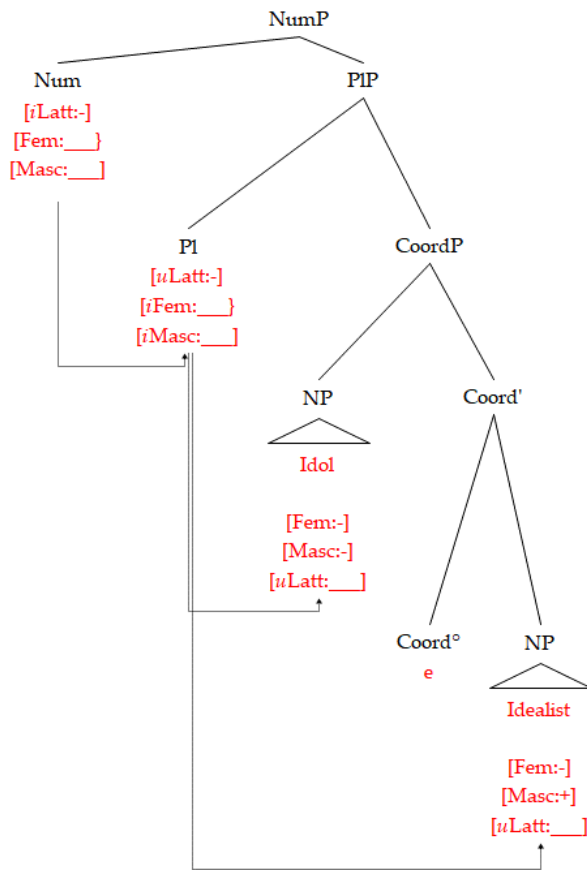 NumP
Num
PlP
[iLatt:-]
[Fem:___}
[Masc:___]
Pl
CoordP
[uLatt:-]
[iFem:___}
[iMasc:___]
NP
Coord'
Idol
[Fem:-]
[Masc:-]
[uLatt:___]
Coord°
NP
e
Idealist
[Fem:-]
[Masc:+]
[uLatt:___]